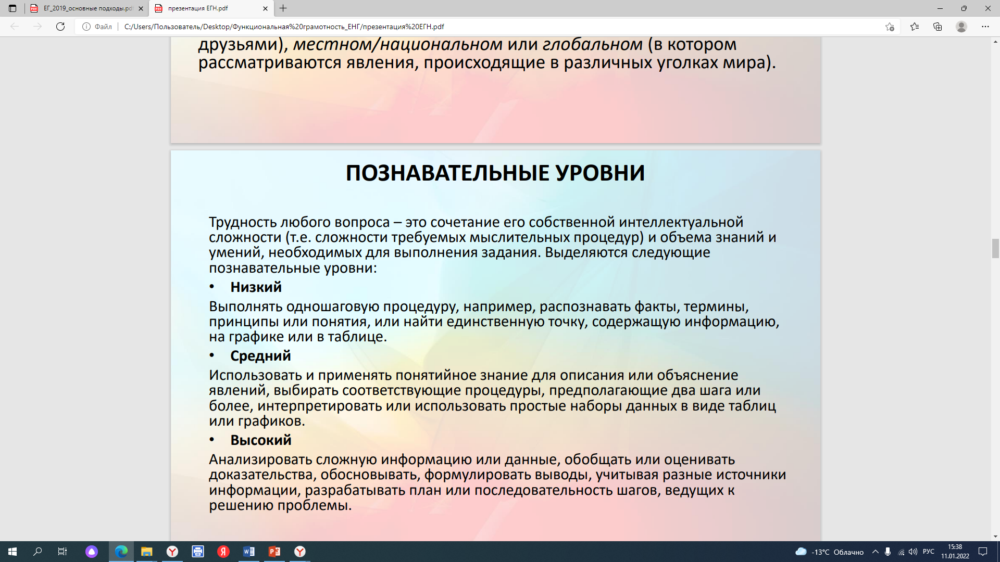 ЕГ_2019_основные подходы.pdf
презентация ЕГН.pdf
Файл
C:/Users/Пользователь/Desktop/Функциональная%20грамотность_ЕНГ/презентация%20ЕГН.pdf
друзьями), местном/национальном или глобальном (в котором
рассматриваются явления, происходящие в различных уголках мира).
ПОЗНАВАТЕЛЬНЫЕ УРОВНИ
Трудность любого вопроса – это сочетание его собственной интеллектуальной
сложности (т.е. сложности требуемых мыслительных процедур) и объема знаний и
умений, необходимых для выполнения задания. Выделяются следующие
познавательные уровни:
• Низкий
Выполнять одношаговую процедуру, например, распознавать факты, термины,
принципы или понятия, или найти единственную точку, содержащую информацию,
на графике или в таблице.
• Средний
Использовать и применять понятийное знание для описания или объяснение
явлений, выбирать соответствующие процедуры, предполагающие два шага или
более, интерпретировать или использовать простые наборы данных в виде таблиц
или графиков.
• Высокий
Анализировать сложную информацию или данные, обобщать или оценивать
доказательства, обосновывать, формулировать выводы, учитывая разные источники
информации, разрабатывать план или последовательность шагов, ведущих к
решению проблемы.
-13°C Облачно
РУС
15:38
11.01.2022